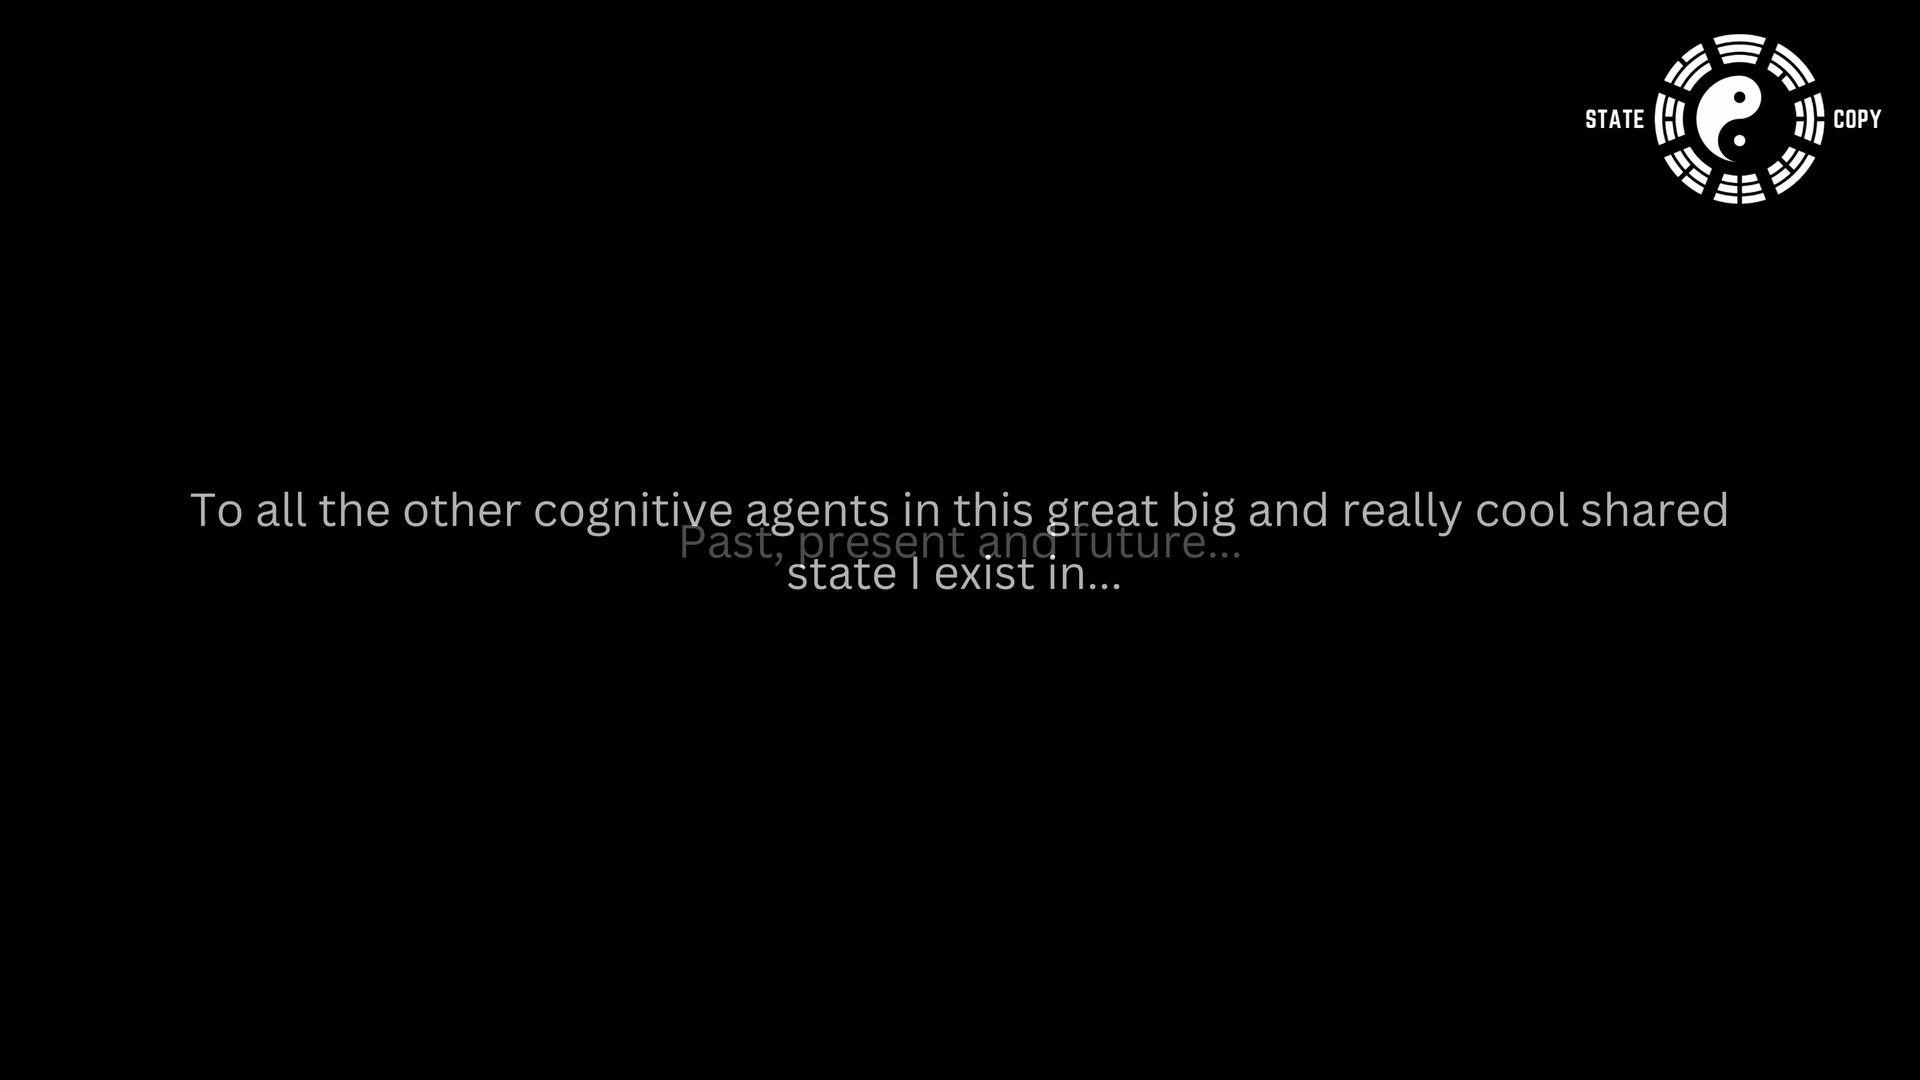 STATE COPY
To all the other cognitive agents in this great big and really cool shared
Past, present and future...
state I exist in...